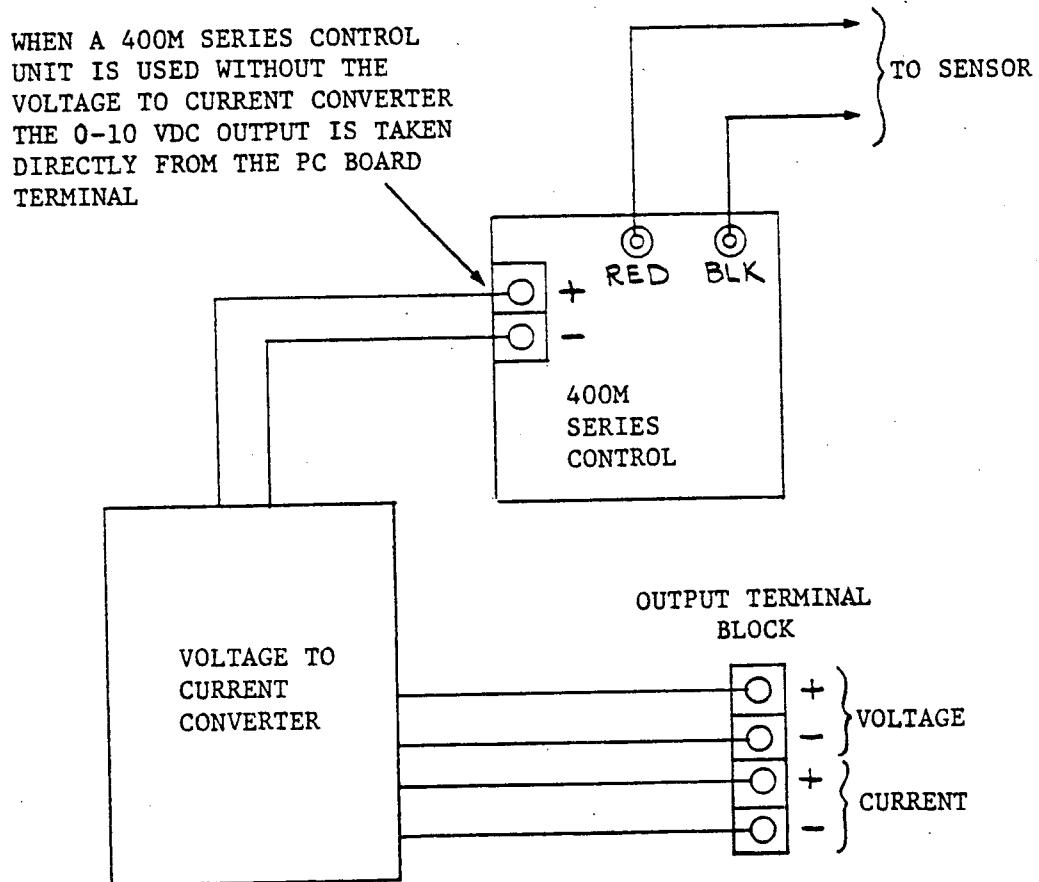 WHEN A 400M SERIES CONTROL
UNIT IS USED WITHOUT THE
VOLTAGE TO CURRENT CONVERTER
THE 0-10 VDC OUTPUT IS TAKEN
DIRECTLY FROM THE PC BOARD
TERMINAL
TO SENSOR
RED BLK
+
-
400M
SERIES
CONTROL
OUTPUT TERMINAL
BLOCK
VOLTAGE TO
CURRENT
CONVERTER
+
-
VOLTAGE
+
-
CURRENT